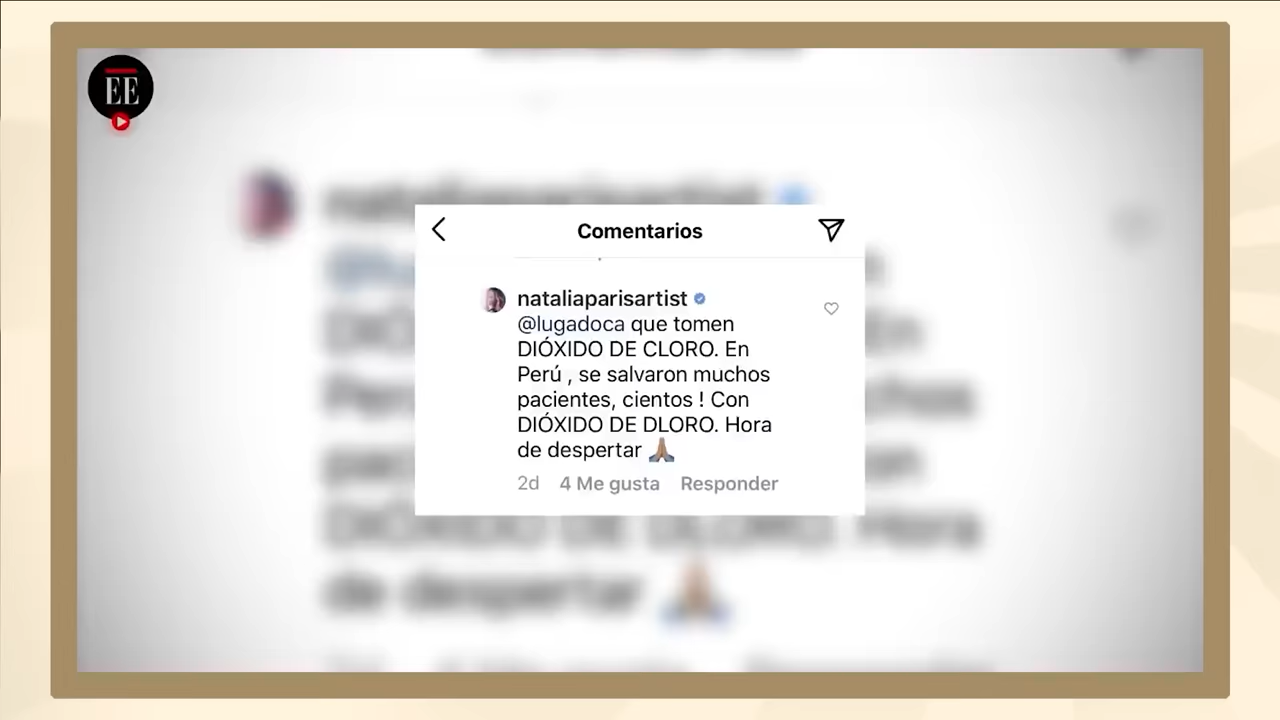 EE
Comentarios
nataliaparisartist
@lugadoca que tomen
DIÓXIDO DE CLORO. En
Perú , se salvaron muchos
pacientes, cientos ! Con
DIÓXIDO DE DLORO. Hora
de despertar 🙏🏽
2d 4 Me gusta Responder